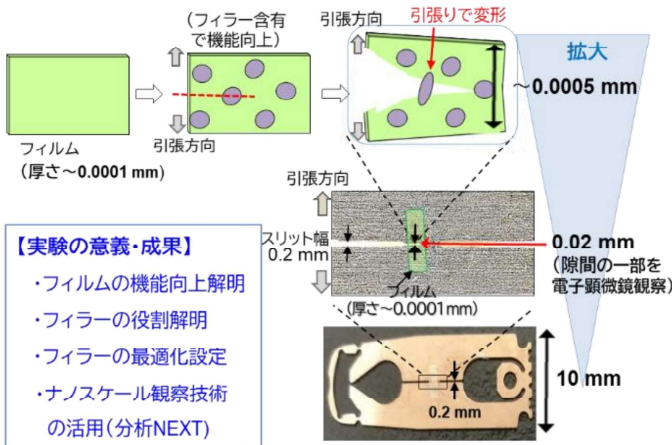 (フィラー含有
で機能向上)
引張方向
引張りで変形
拡大
引張方向
～0.0005 mm
フィルム
(厚さ～0.0001 mm)
引張方向
スリット幅
0.2 mm
0.02 mm
(隙間の一部を
電子顕微鏡観察)
フィルム
(厚さ～0.0001mm)
【実験の意義・成果】
・フィルムの機能向上解明
・フィラーの役割解明
・フィラーの最適化設定
・ナノスケール観察技術
の活用(分析NEXT)
0.2 mm
10 mm